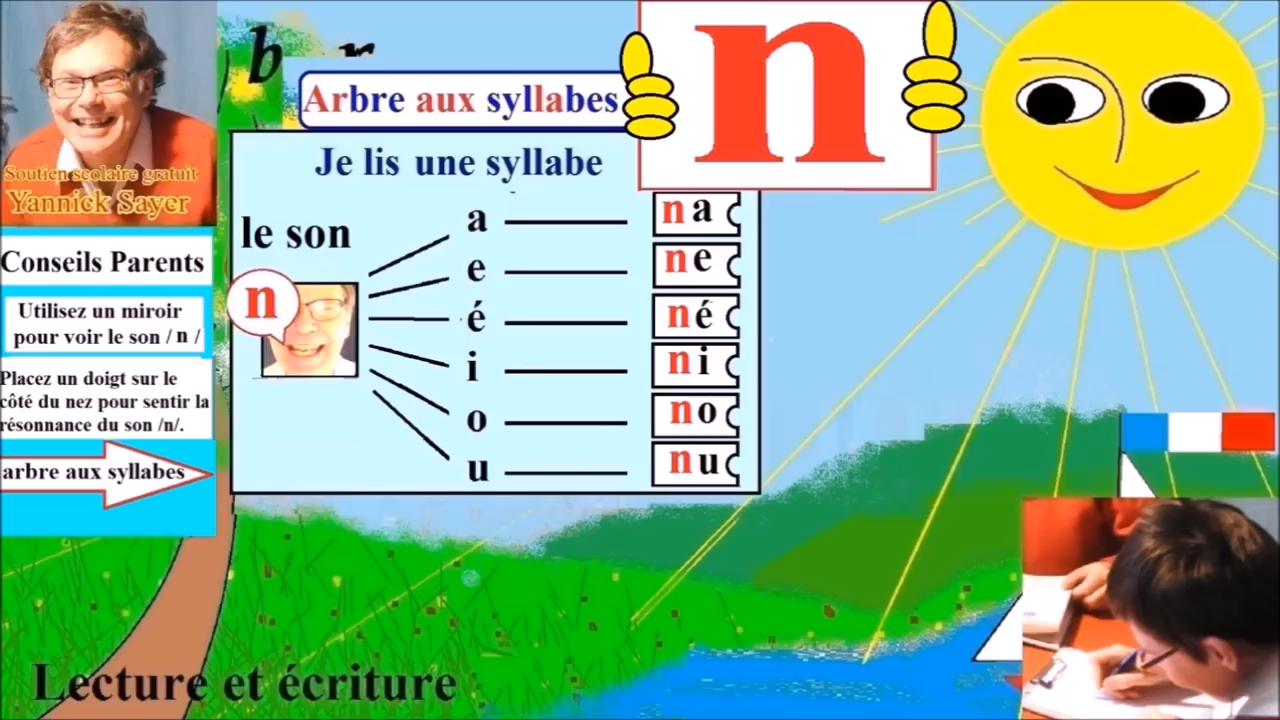 Soutien scolaire gratuit
Yannick Sayer
Conseils Parents
Utilisez un miroir
pour voir le son / n /
Placez un doigt sur le
côté du nez pour sentir la
résonnance du son /n/.
arbre aux syllabes
b
Arbre aux syllabes
n
Je lis une syllabe
le son
n
a na
e ne
é né
i ni
o no
u nu
Lecture et écriture